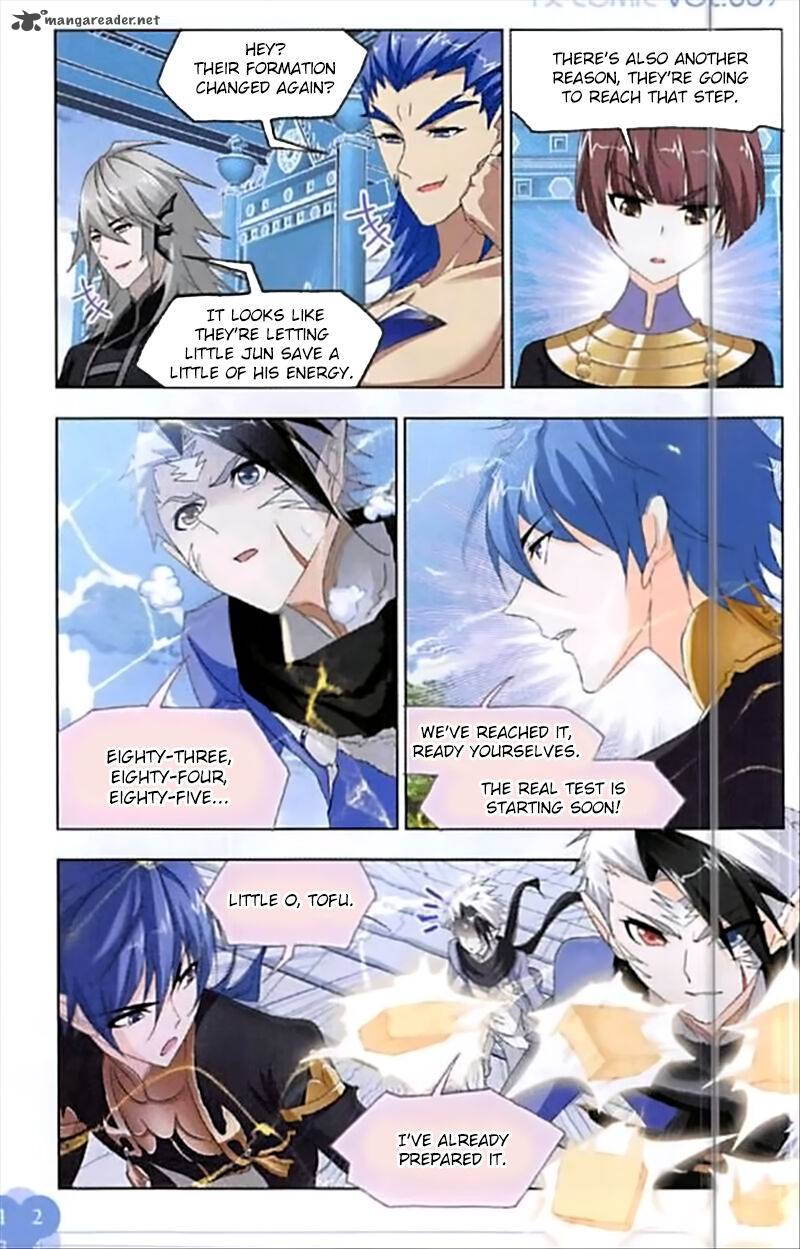 mangareader.net
HEY?
THEIR FORMATION
CHANGED AGAIN?
THERE'S ALSO ANOTHER
REASON, THEY'RE GOING
TO REACH THAT STEP.
IT LOOKS LIKE
THEY'RE LETTING
LITTLE JUN SAVE A
LITTLE OF HIS ENERGY.
EIGHTY-THREE,
EIGHTY-FOUR,
EIGHTY-FIVE...
WE'VE REACHED IT,
READY YOURSELVES.
THE REAL TEST IS
STARTING SOON!
LITTLE O, TOFU.
I'VE ALREADY
PREPARED IT.
1 2